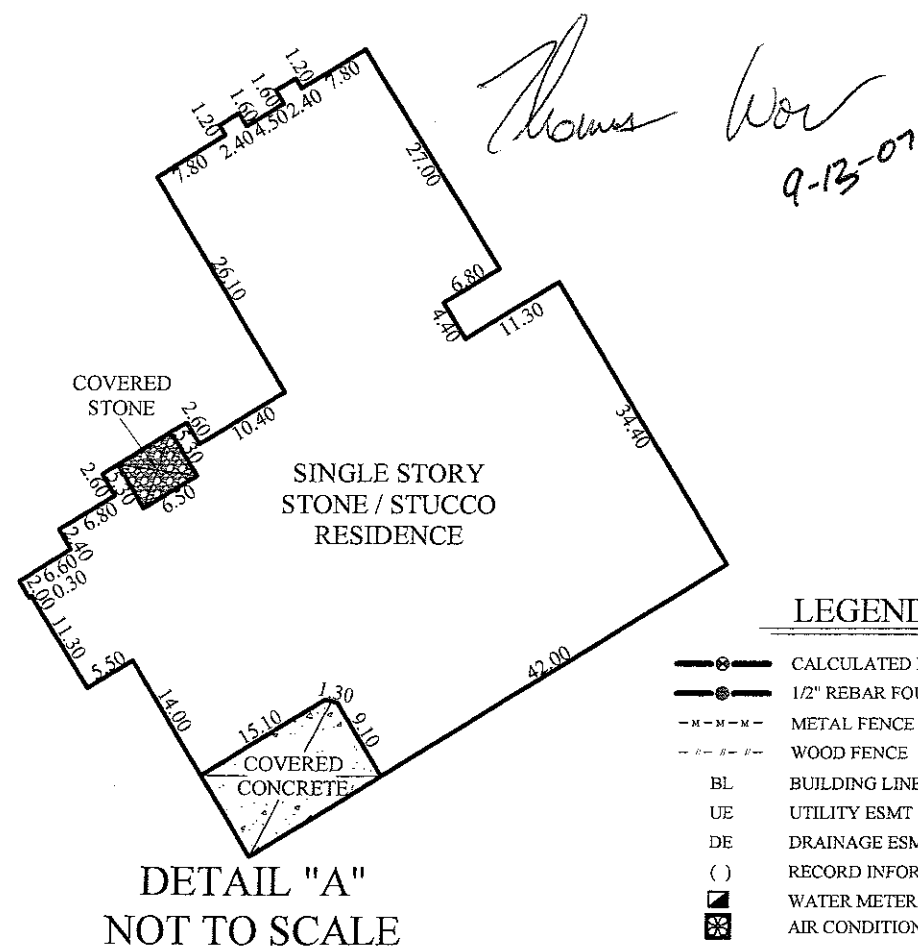 Thomas
9-13-07
1.20
7.80
1.60
2.40
1.60
4.50
1.20
2.40
7.80
27.00
26.10
6.80
4.40
11.30
34.40
COVERED
STONE
2.60
10.40
5.30
2.60
5.30
6.50
6.80
2.40
6.60
0.30
2.00
11.30
5.50
14.00
42.00
1.30
15.10
9.10
SINGLE STORY
STONE / STUCCO
RESIDENCE
COVERED
CONCRETE
DETAIL "A"
NOT TO SCALE
LEGEND
CALCULATED
1/2" REBAR FOU
-M-M-M- METAL FENCE
-//-//-//- WOOD FENCE
BL BUILDING LINE
UE UTILITY ESMT
DE DRAINAGE ESM
( ) RECORD INFOR
WATER METER
AIR CONDITION